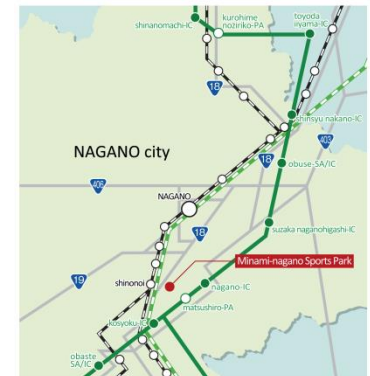 kurohime
noziriko-PA
toyoda
iiyama-IC
shinanomachi-IC
18
shinsyu nakano-IC
403
NAGANO city
18
obuse-SA/IC
406
NAGANO
suzaka naganohigashi-IC
18
Minami-nagano Sports Park
19
shinonoi
nagano-IC
matsushiro-PA
kosyoku-IC
obaste
SA/IC